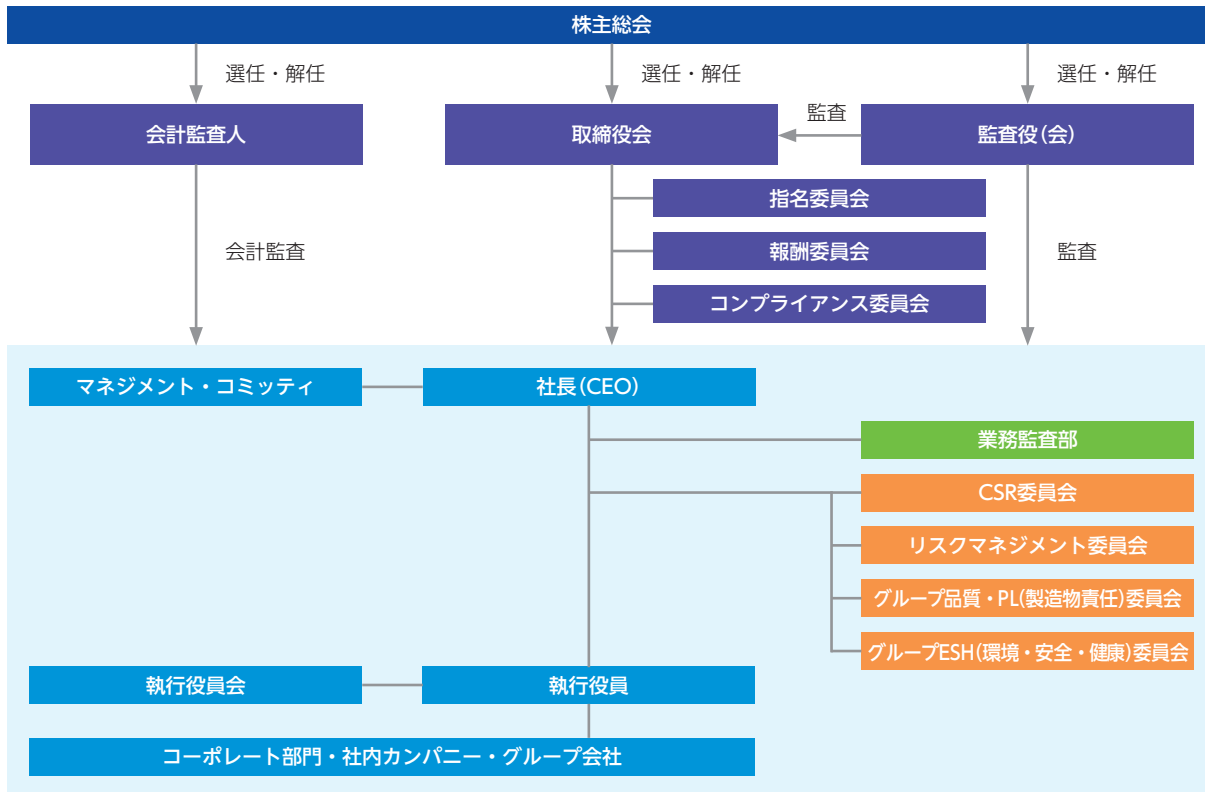 株主総会
選任・解任
選任・解任
選任・解任
会計監査人
取締役会
監査
監査役(会)
指名委員会
会計監査
報酬委員会
監査
コンプライアンス委員会
マネジメント・コミッティ
社長(CEO)
業務監査部
CSR委員会
リスクマネジメント委員会
グループ品質・PL(製造物責任)委員会
グループESH(環境・安全・健康)委員会
執行役員会
執行役員
コーポレート部門・社内カンパニー・グループ会社